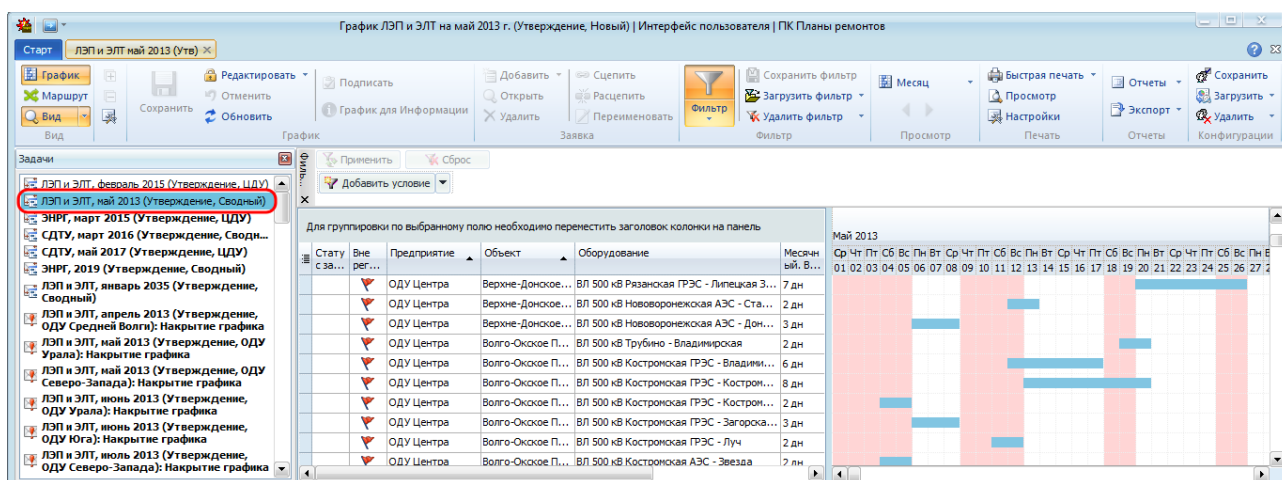 График ЛЭП и ЭЛТ на май 2013 г. (Утверждение, Новый) | Интерфейс пользователя | ПК Планы ремонтов
Старт
ЛЭП и ЭЛТ май 2013 (Утв)
График
Маршрут
Вид
Вид
Сохранить
Редактировать
Отменить
Обновить
Подписать
График для Информации
График
Добавить
Открыть
Удалить
Сцепить
Расцепить
Переименовать
Заявка
Фильтр
Сохранить фильтр
Загрузить фильтр
Удалить фильтр
Фильтр
Месяц
Просмотр
Быстрая печать
Просмотр
Настройки
Печать
Отчеты
Экспорт
Отчеты
Сохранить
Загрузить
Удалить
Конфигурации
Задачи
ЛЭП и ЭЛТ, февраль 2015 (Утверждение, ЦДУ)
ЛЭП и ЭЛТ, май 2013 (Утверждение, Сводный)
ЭНРГ, март 2015 (Утверждение, ЦДУ)
СДТУ, март 2016 (Утверждение, Сводн...
СДТУ, май 2017 (Утверждение, ЦДУ)
ЭНРГ, 2019 (Утверждение, Сводный)
ЛЭП и ЭЛТ, январь 2035 (Утверждение,
Сводный)
ЛЭП и ЭЛТ, апрель 2013 (Утверждение,
ОДУ Средней Волги): Накрытие графика
ЛЭП и ЭЛТ, май 2013 (Утверждение, ОДУ
Урала): Накрытие графика
ЛЭП и ЭЛТ, май 2013 (Утверждение, ОДУ
Северо-Запада): Накрытие графика
ЛЭП и ЭЛТ, июнь 2013 (Утверждение,
ОДУ Урала): Накрытие графика
ЛЭП и ЭЛТ, июнь 2013 (Утверждение,
ОДУ Юга): Накрытие графика
ЛЭП и ЭЛТ, июль 2013 (Утверждение,
ОДУ Северо-Запада): Накрытие графика
Филь...
Применить
Сброс
Добавить условие
Для группировки по выбранному полю необходимо переместить заголовок колонки на панель
Стату Вне Предприятие Объект Оборудование Месячн
с за... рег... ый. В...
ОДУ Центра Верхне-Донское... ВЛ 500 кВ Рязанская ГРЭС - Липецкая З... 7 дн
ОДУ Центра Верхне-Донское... ВЛ 500 кВ Нововоронежская АЭС - Ста... 2 дн
ОДУ Центра Верхне-Донское... ВЛ 500 кВ Нововоронежская АЭС - Дон... 3 дн
ОДУ Центра Волго-Окское П... ВЛ 500 кВ Трубино - Владимирская 2 дн
ОДУ Центра Волго-Окское П... ВЛ 500 кВ Костромская ГРЭС - Владими... 6 дн
ОДУ Центра Волго-Окское П... ВЛ 500 кВ Костромская ГРЭС - Костром... 8 дн
ОДУ Центра Волго-Окское П... ВЛ 500 кВ Костромская ГРЭС - Костром... 2 дн
ОДУ Центра Волго-Окское П... ВЛ 500 кВ Костромская ГРЭС - Загорска... 3 дн
ОДУ Центра Волго-Окское П... ВЛ 500 кВ Костромская ГРЭС - Луч 2 дн
ОДУ Центра Волго-Окское П... ВЛ 500 кВ Костромская АЭС - Звезда 2 дн
Май 2013
Ср Чт Пт Сб Вс Пн Вт Ср Чт Пт Сб Вс Пн Вт Ср Чт Пт Сб Вс Пн Вт Ср Чт Пт Сб Вс Пн
01 02 03 04 05 06 07 08 09 10 11 12 13 14 15 16 17 18 19 20 21 22 23 24 25 26 27